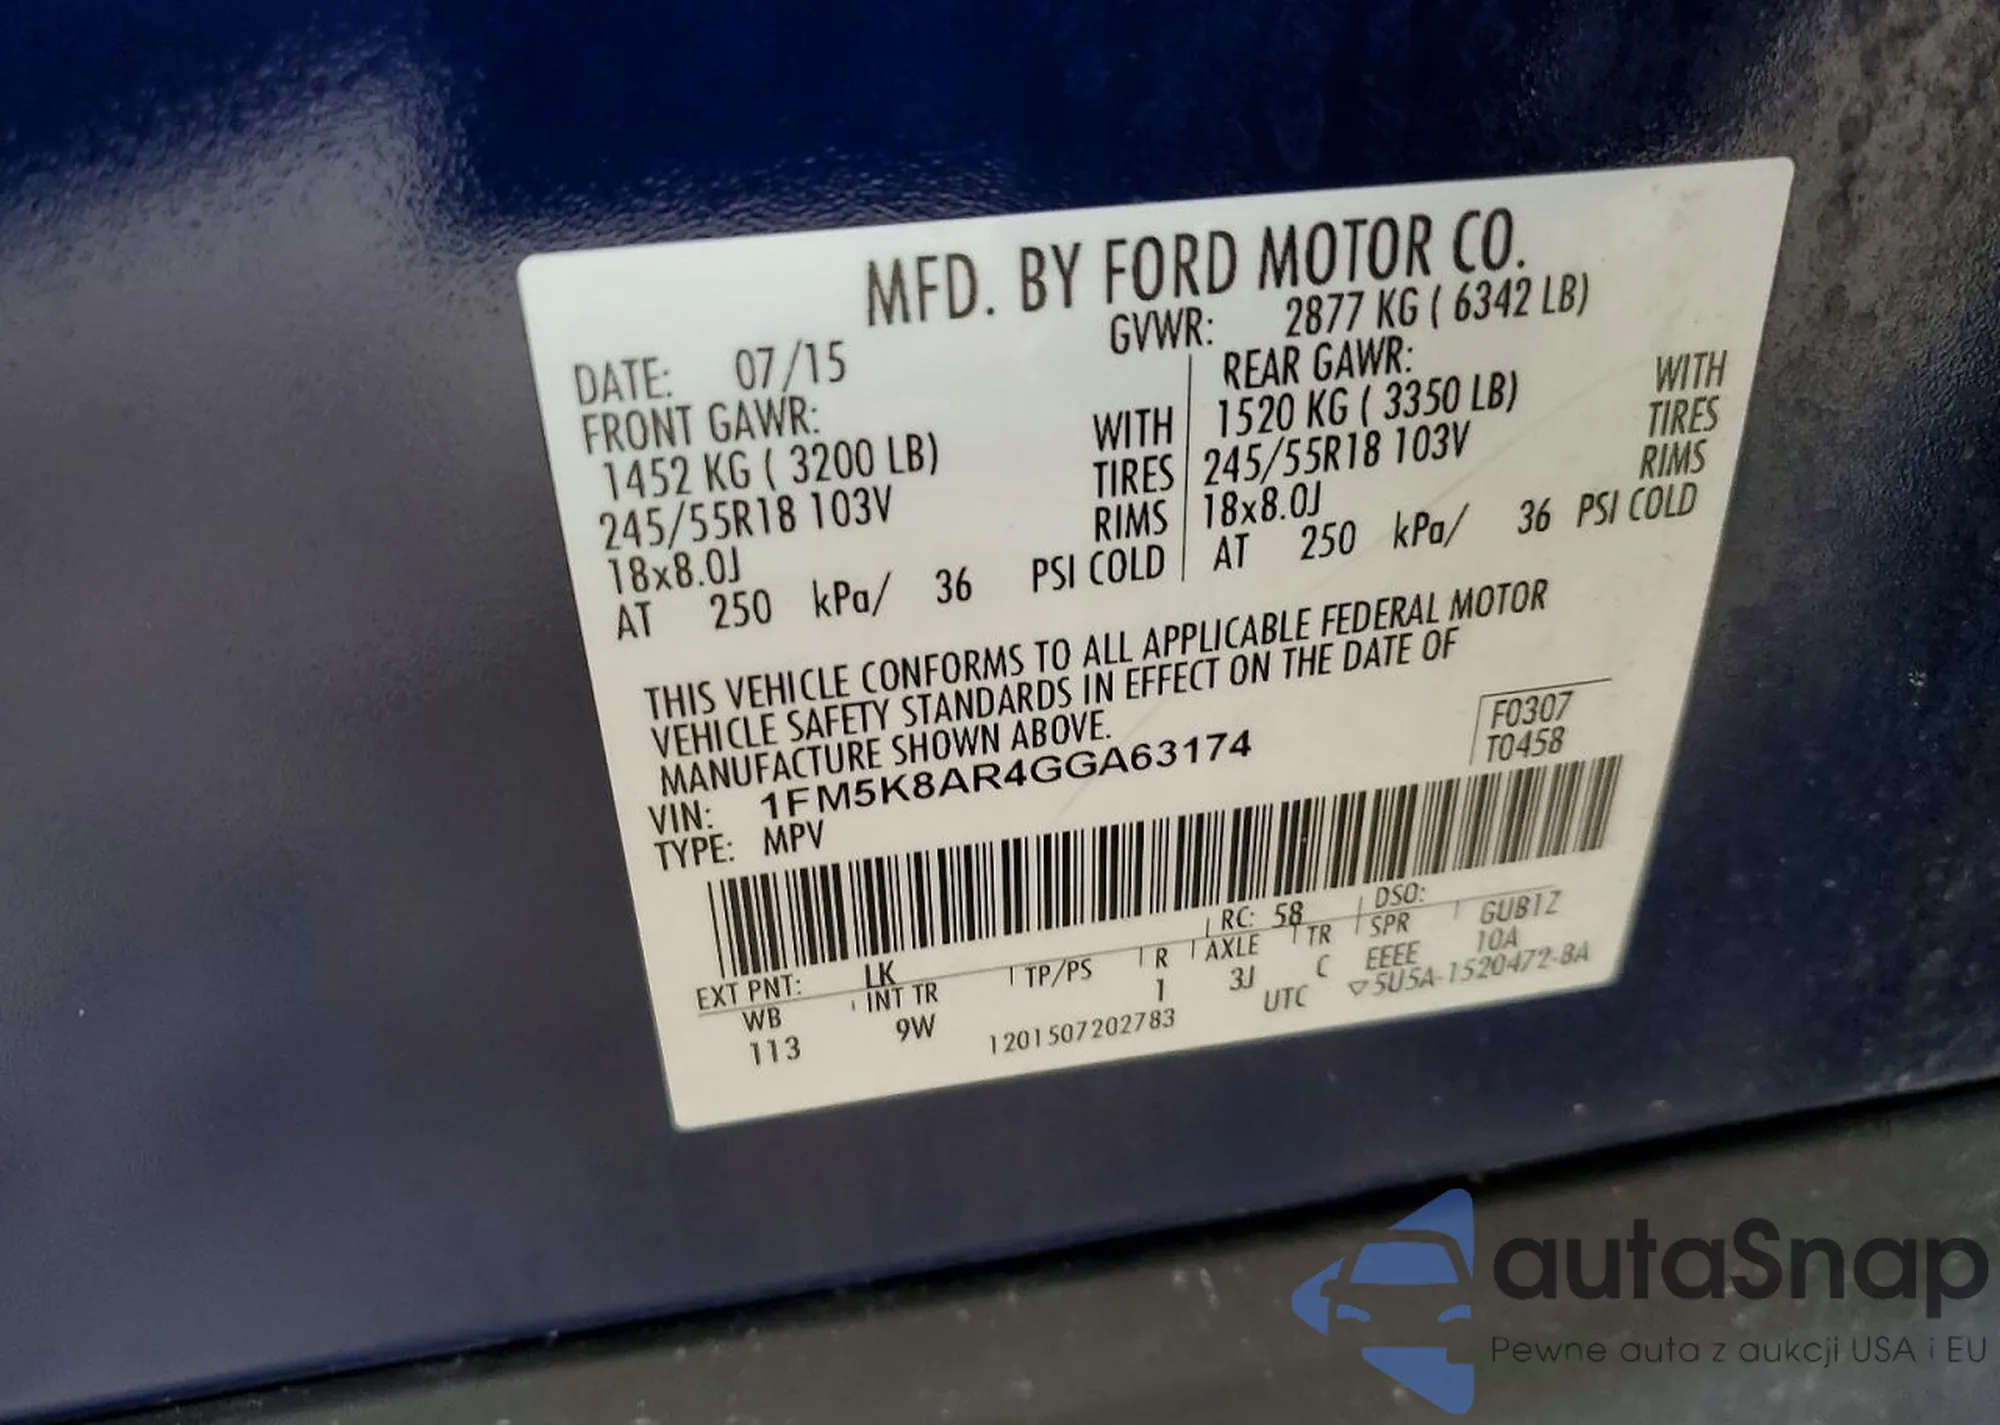 MFD. BY FORD MOTOR CO.
DATE: 07/15 GVWR: 2877 KG ( 6342 LB)
FRONT GAWR: REAR GAWR:
1452 KG ( 3200 LB) WITH 1520 KG ( 3350 LB) WITH
245/55R18 103V TIRES 245/55R18 103V TIRES
18x8.0J RIMS 18x8.0J RIMS
AT 250 kPa/ 36 PSI COLD AT 250 kPa/ 36 PSI COLD
THIS VEHICLE CONFORMS TO ALL APPLICABLE FEDERAL MOTOR
VEHICLE SAFETY STANDARDS IN EFFECT ON THE DATE OF
MANUFACTURE SHOWN ABOVE.
F0307
VIN: 1FM5K8AR4GGA63174 T0458
TYPE: MPV
EXT PNT: LK RC: 58 DSO:
WB INT TR TP/PS R AXLE TR SPR GUB1Z
113 9W 1 3J C EEEE 10A
1201507202783 UTC ▽5U5A-1520472-BA
autaSnap
Pewne auta z aukcji USA i EU